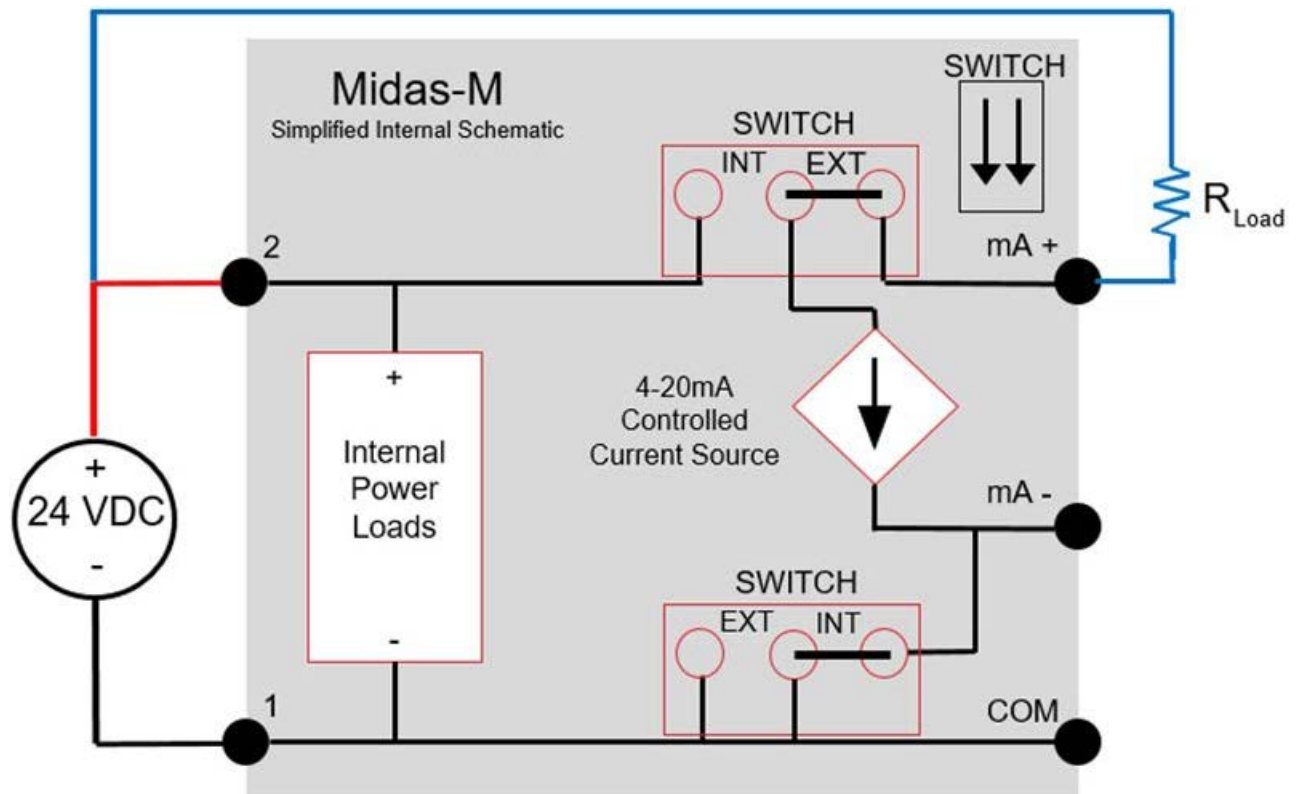 Midas-M
Simplified Internal Schematic
SWITCH
SWITCH
INT EXT
R Load
mA +
2
+
Internal
Power
Loads
-
4-20mA
Controlled
Current Source
+
24 VDC
-
mA -
SWITCH
EXT INT
1
COM